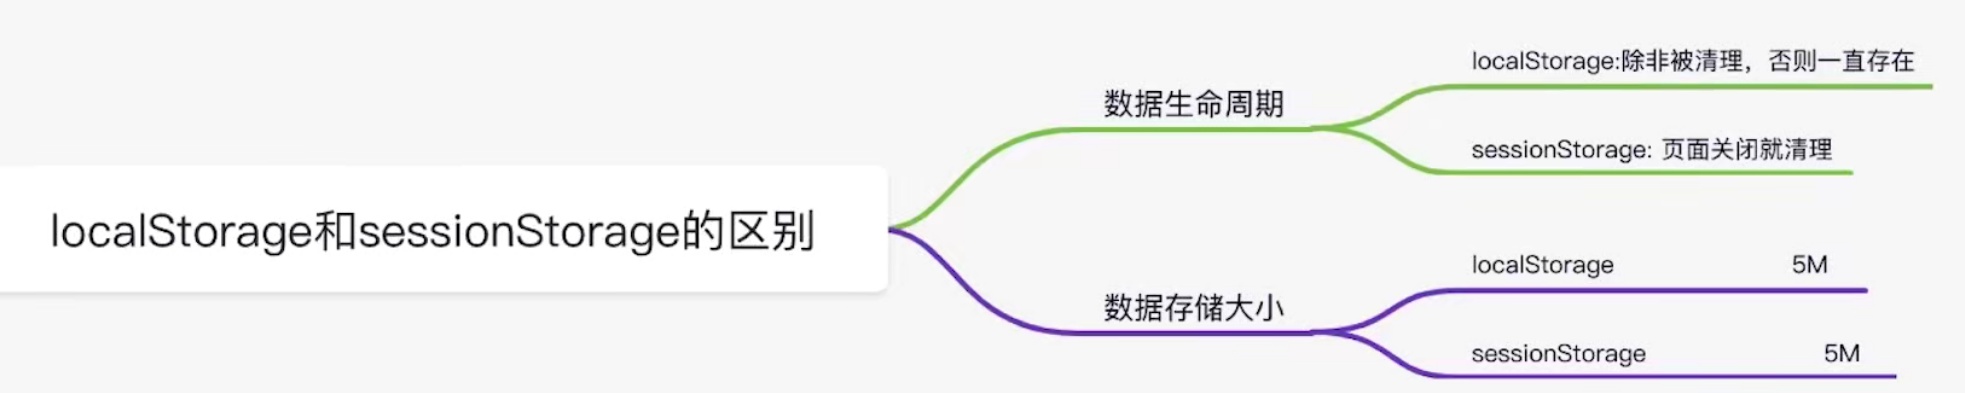 localStorage和sessionStorage的区别
数据生命周期
localStorage:除非被清理，否则一直存在
sessionStorage: 页面关闭就清理
数据存储大小
localStorage 5M
sessionStorage 5M